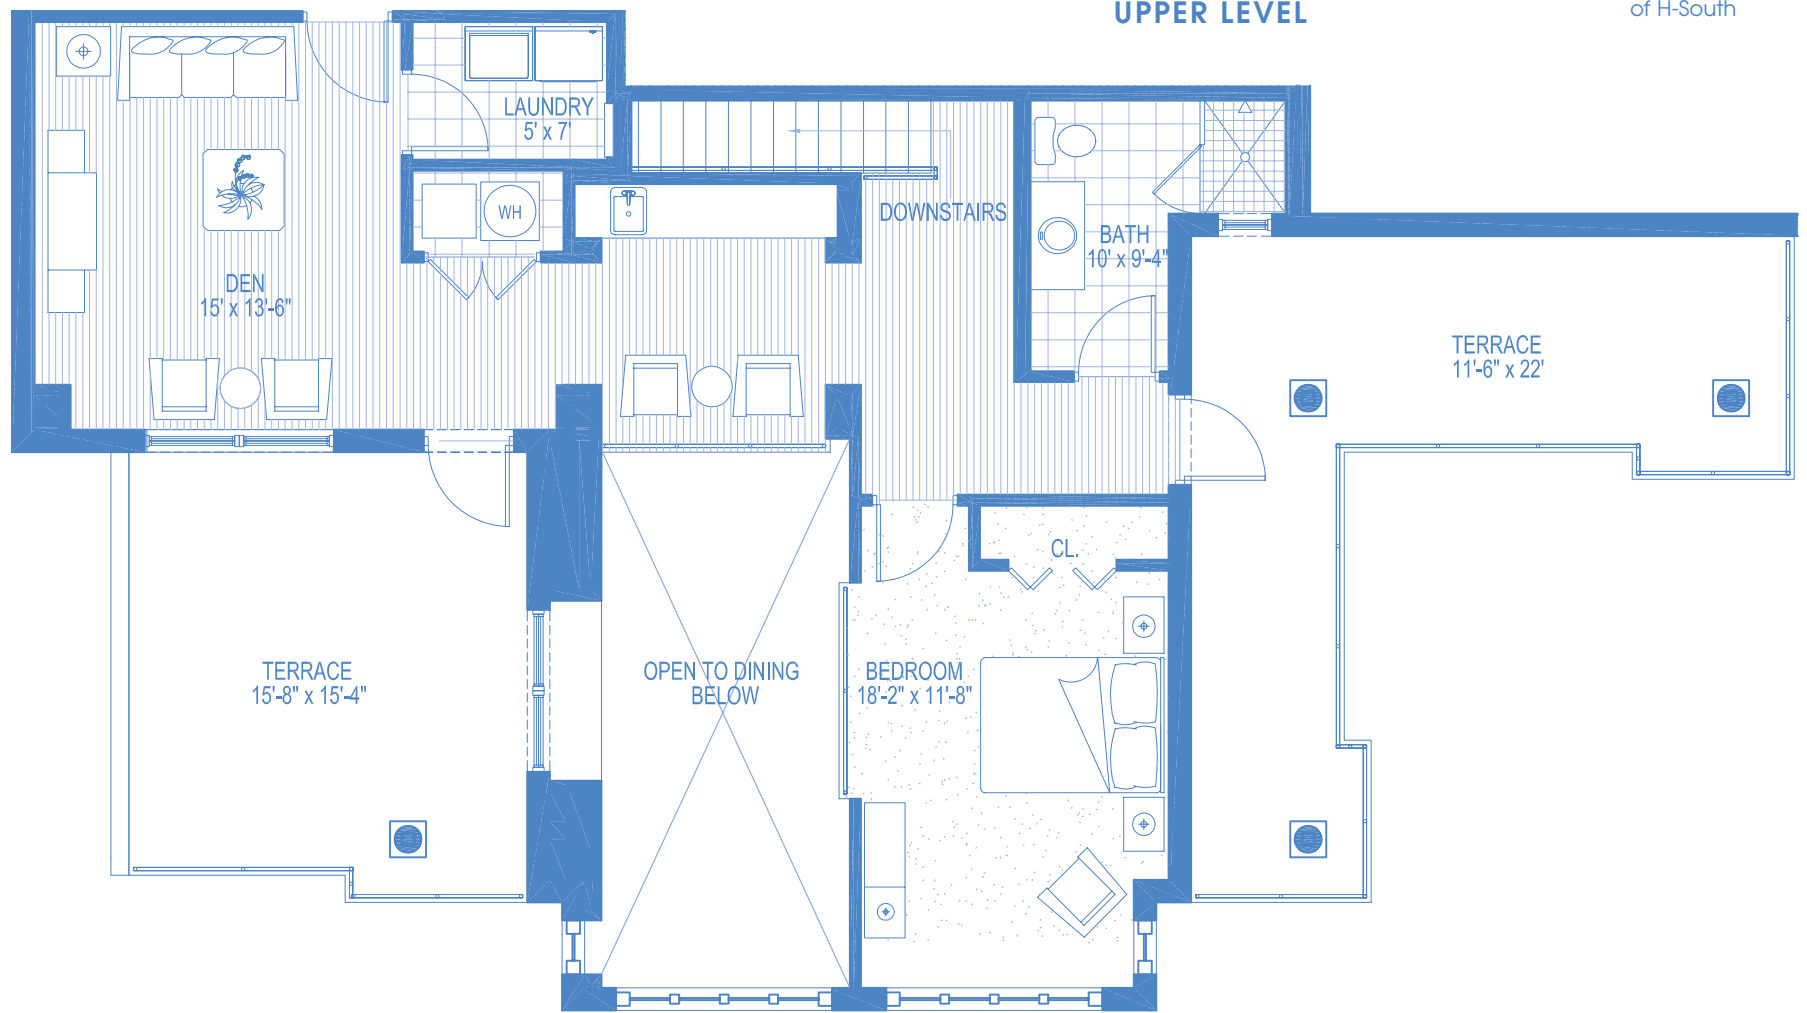 UPPER LEVEL
of H-South
LAUNDRY
5' x 7'
WH
DOWNSTAIRS
BATH
10' x 9'-4"
DEN
15' x 13'-6"
TERRACE
11'-6" x 22'
CL.
TERRACE
15'-8" x 15'-4"
OPEN TO DINING
BELOW
BEDROOM
18'-2" x 11'-8"